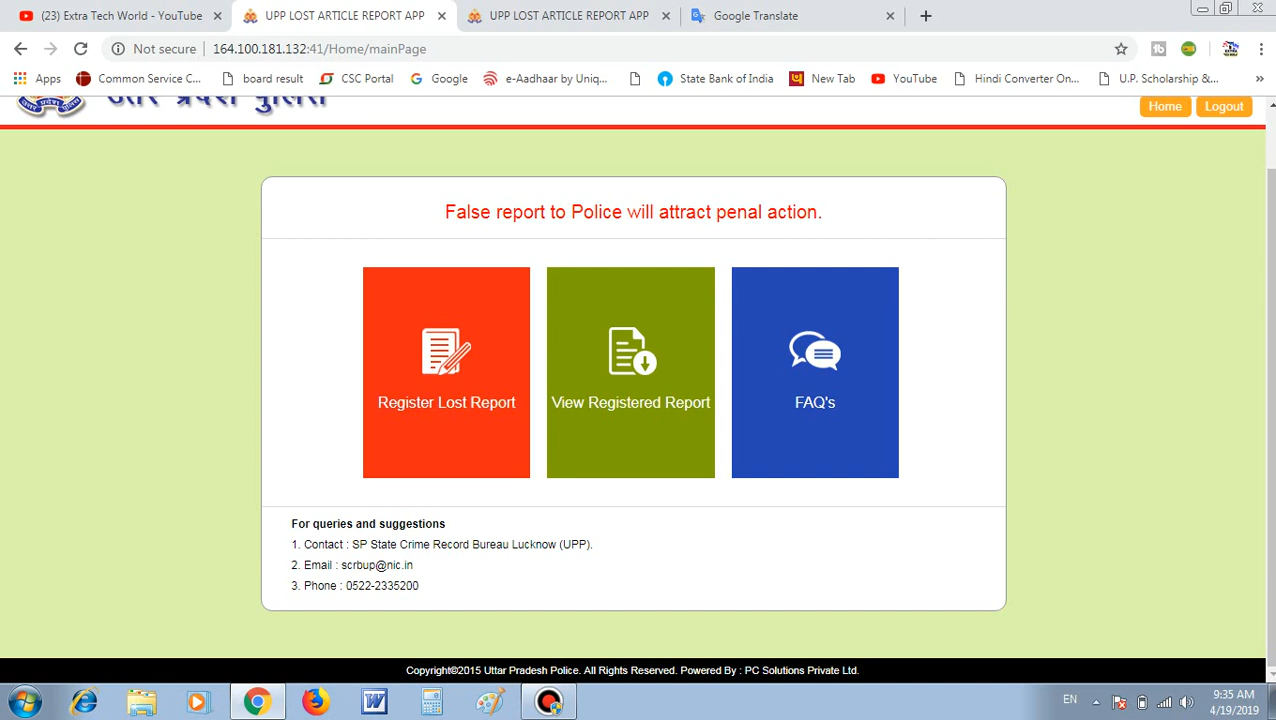 (23) Extra Tech World - YouTube
UPP LOST ARTICLE REPORT APP
UPP LOST ARTICLE REPORT APP
Google Translate
Not secure
164.100.181.132:41/Home/mainPage
Apps
Common Service C...
board result
CSC Portal
Google
e-Aadhaar by Uniq...
State Bank of India
New Tab
YouTube
Hindi Converter On...
U.P. Scholarship &...
उत्तर प्रदेश पुलिस
Home
Logout
False report to Police will attract penal action.
Register Lost Report
View Registered Report
FAQ's
For queries and suggestions
1. Contact : SP State Crime Record Bureau Lucknow (UPP).
2. Email : scrbup@nic.in
3. Phone : 0522-2335200
Copyright©2015 Uttar Pradesh Police. All Rights Reserved. Powered By : PC Solutions Private Ltd.
EN
9:35 AM
4/19/2019